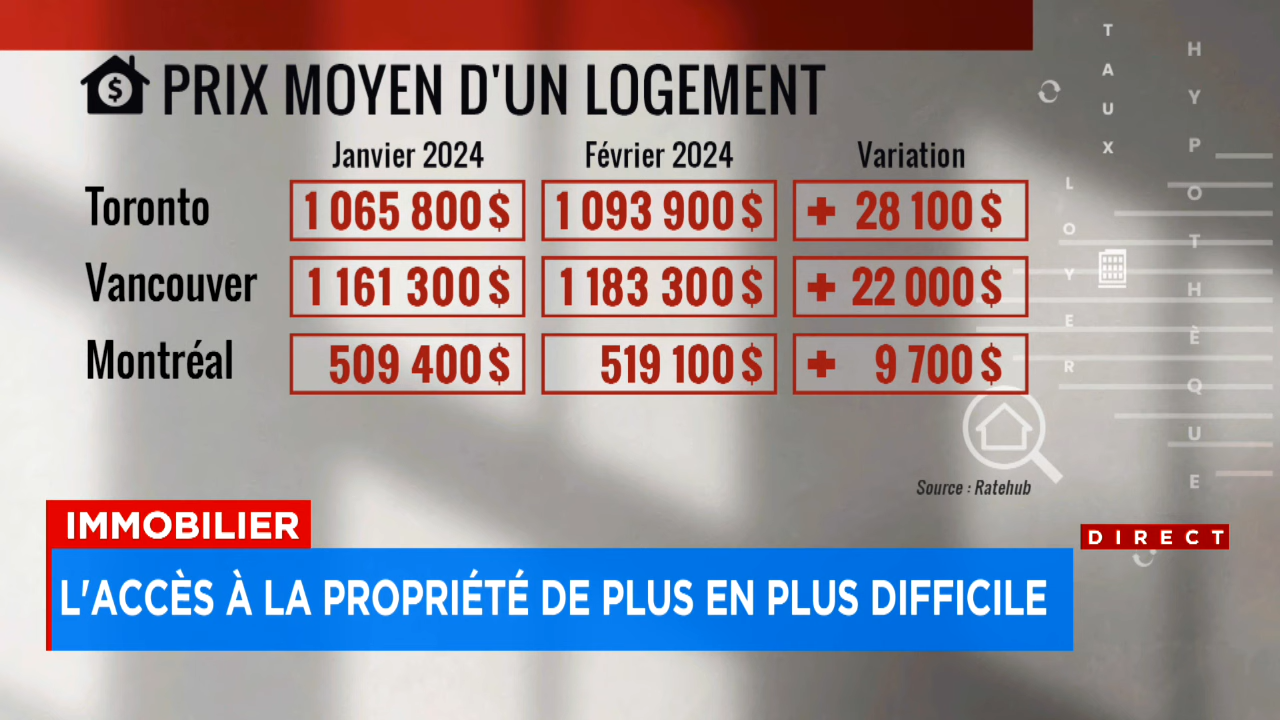 PRIX MOYEN D'UN LOGEMENT
Janvier 2024 Février 2024 Variation
Toronto 1 065 800 $ 1 093 900 $ + 28 100 $
Vancouver 1 161 300 $ 1 183 300 $ + 22 000 $
Montréal 509 400 $ 519 100 $ + 9 700 $
Source : Ratehub
TAUX
LOYER
HYPOTHÈQUE
IMMOBILIER
DIRECT
L'ACCÈS À LA PROPRIÉTÉ DE PLUS EN PLUS DIFFICILE